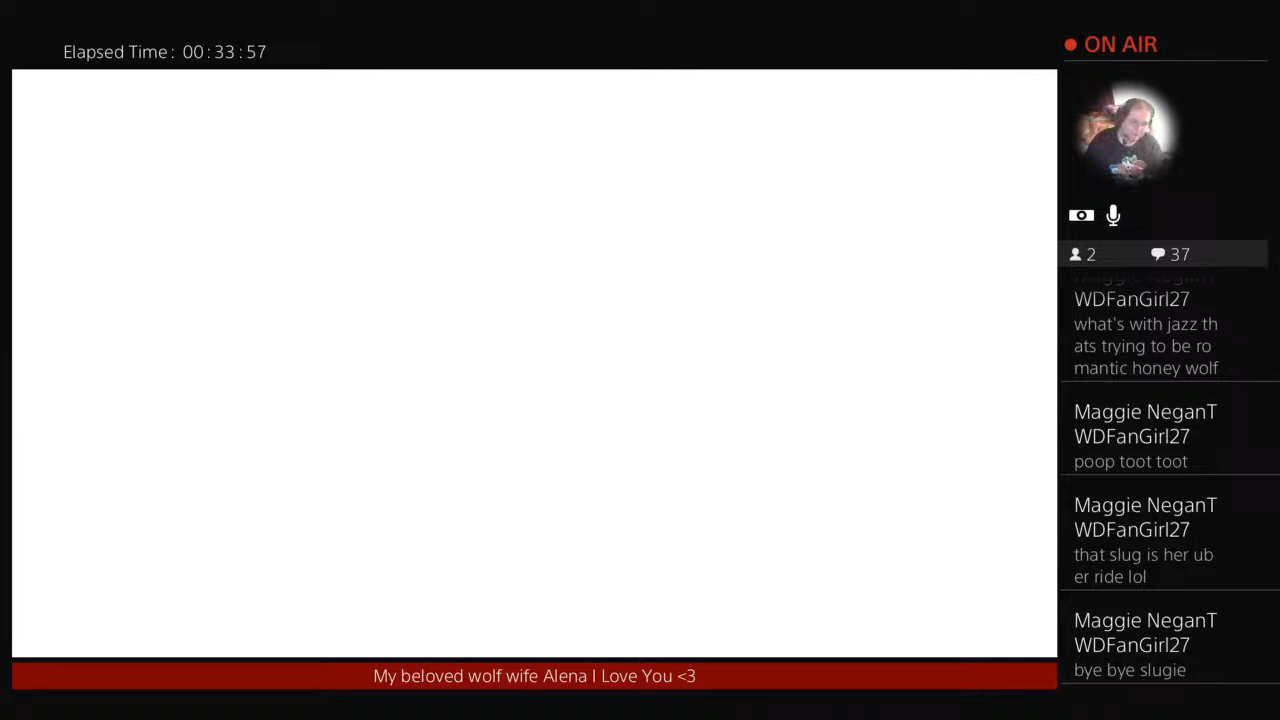 Elapsed Time: 00:33:57
ON AIR
2 37
WDFanGirl27
what's with jazz th
ats trying to be ro
mantic honey wolf
Maggie NeganT
WDFanGirl27
poop toot toot
Maggie NeganT
WDFanGirl27
that slug is her ub
er ride lol
Maggie NeganT
WDFanGirl27
bye bye slugie
My beloved wolf wife Alena I Love You <3